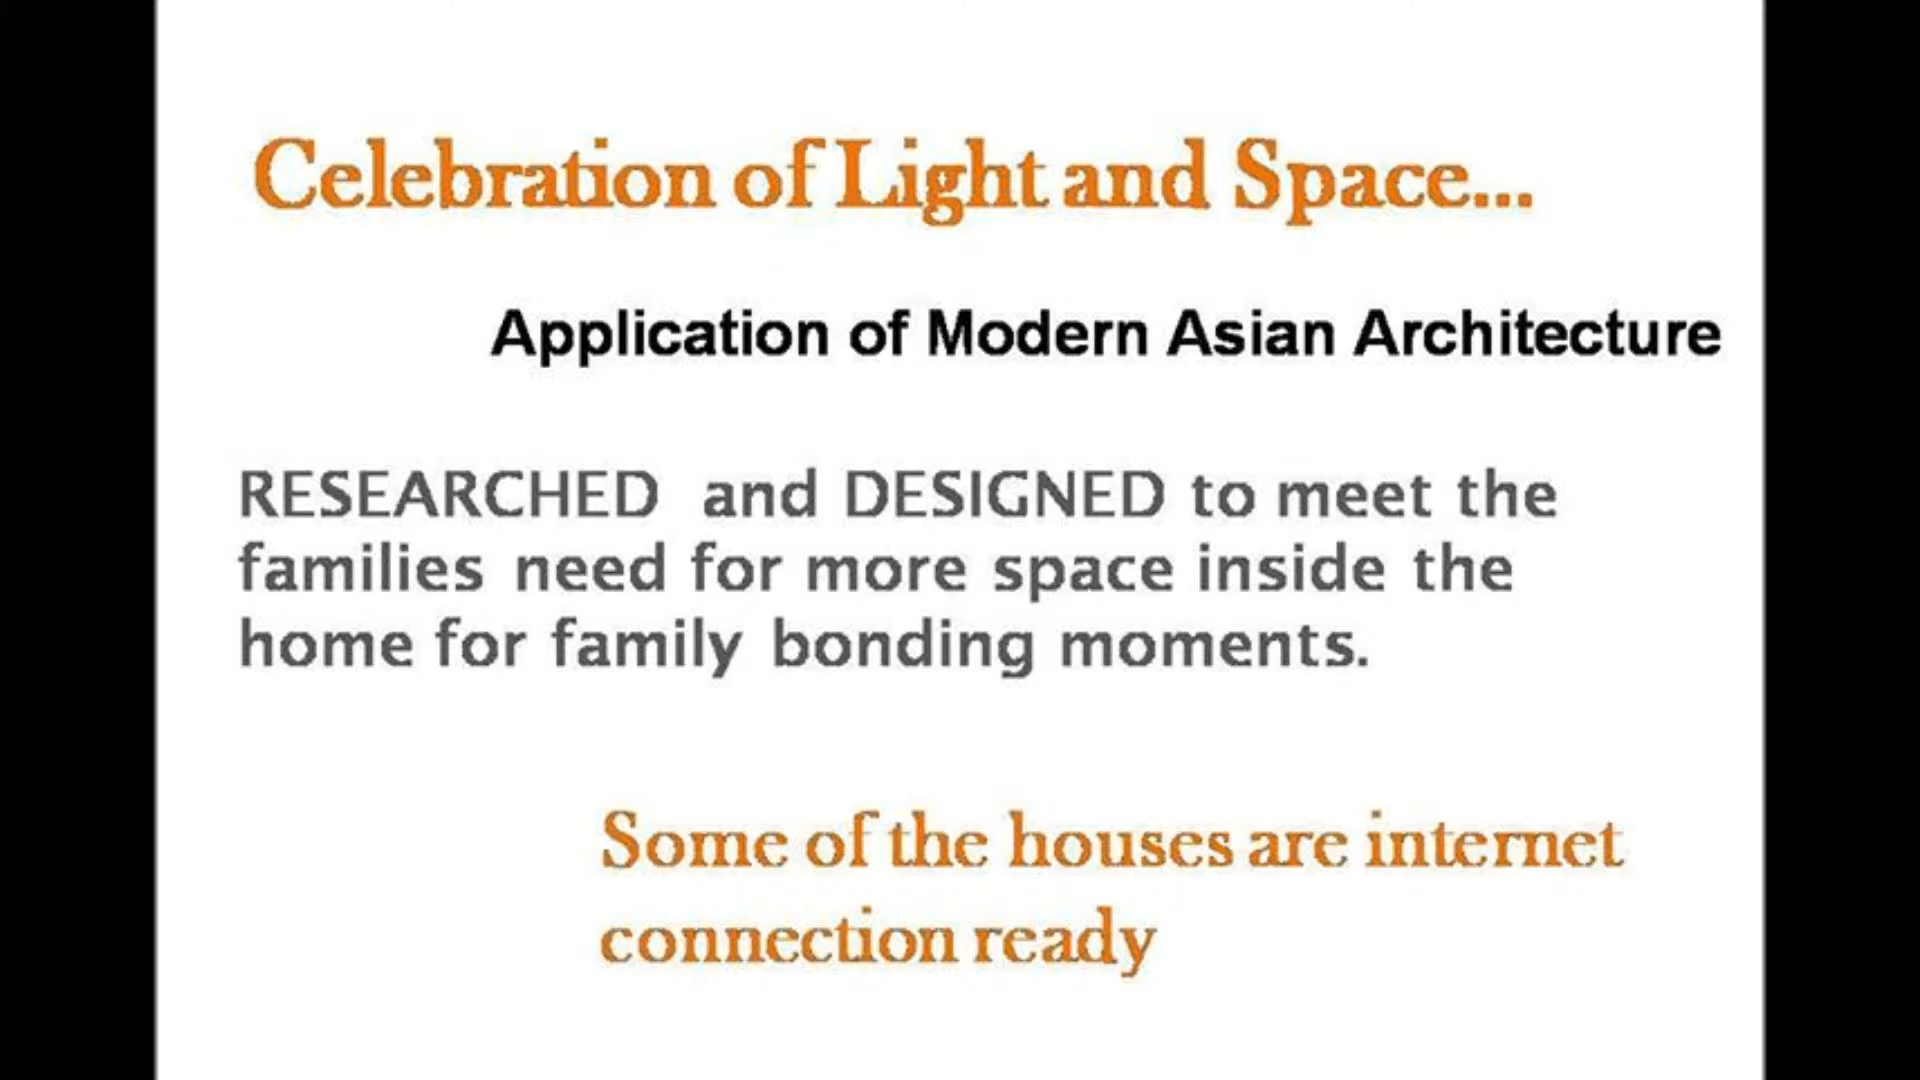 Celebration of Light and Space...
Application of Modern Asian Architecture
RESEARCHED and DESIGNED to meet the
families need for more space inside the
home for family bonding moments.
Some of the houses are internet
connection ready